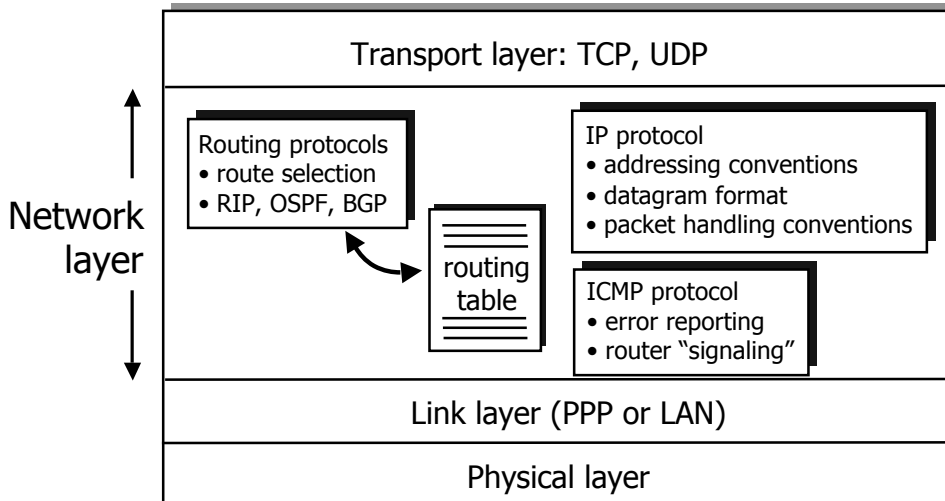 Transport layer: TCP, UDP
Network
layer
Routing protocols
• route selection
• RIP, OSPF, BGP
routing
table
IP protocol
• addressing conventions
• datagram format
• packet handling conventions
ICMP protocol
• error reporting
• router “signaling”
Link layer (PPP or LAN)
Physical layer